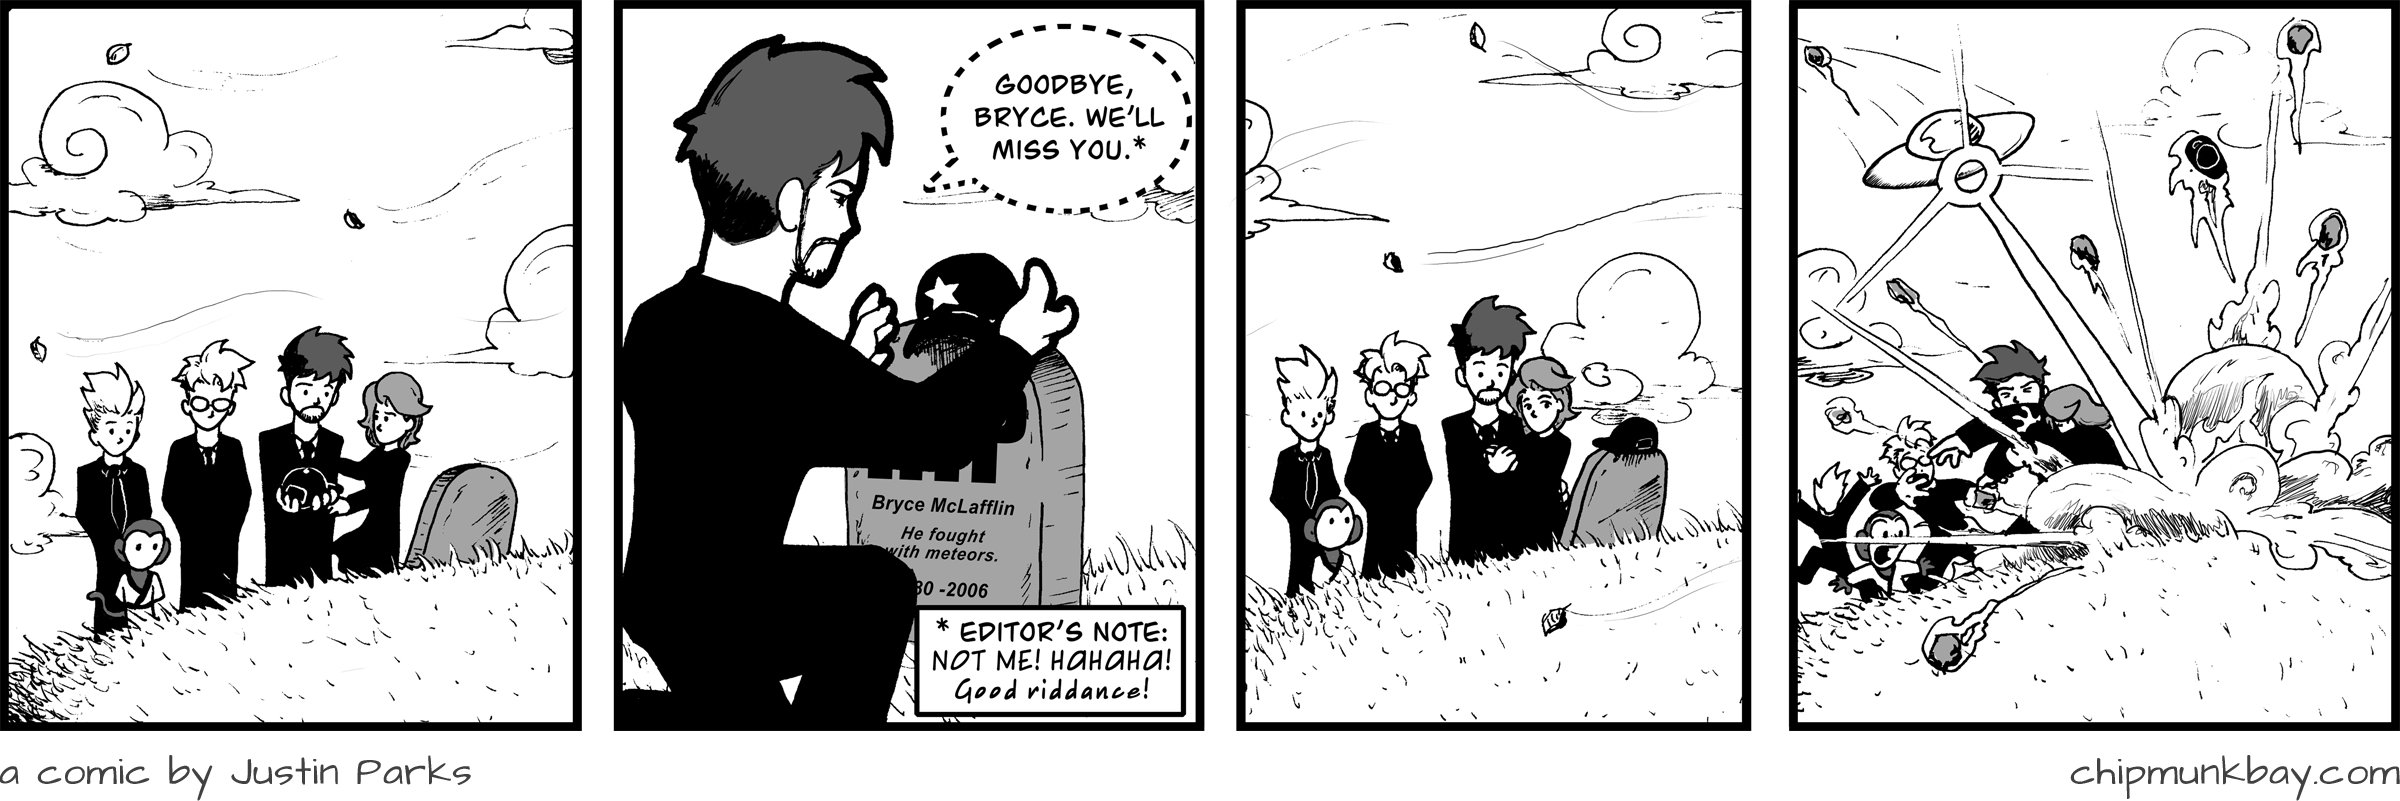 GOODBYE,
BRYCE. WE'LL
MISS YOU.*
Bryce McLafflin
He fought
with meteors.
30 -2006
* EDITOR'S NOTE:
NOT ME! HAHAHA!
Good riddance!
a comic by Justin Parks
chipmunkbay.com